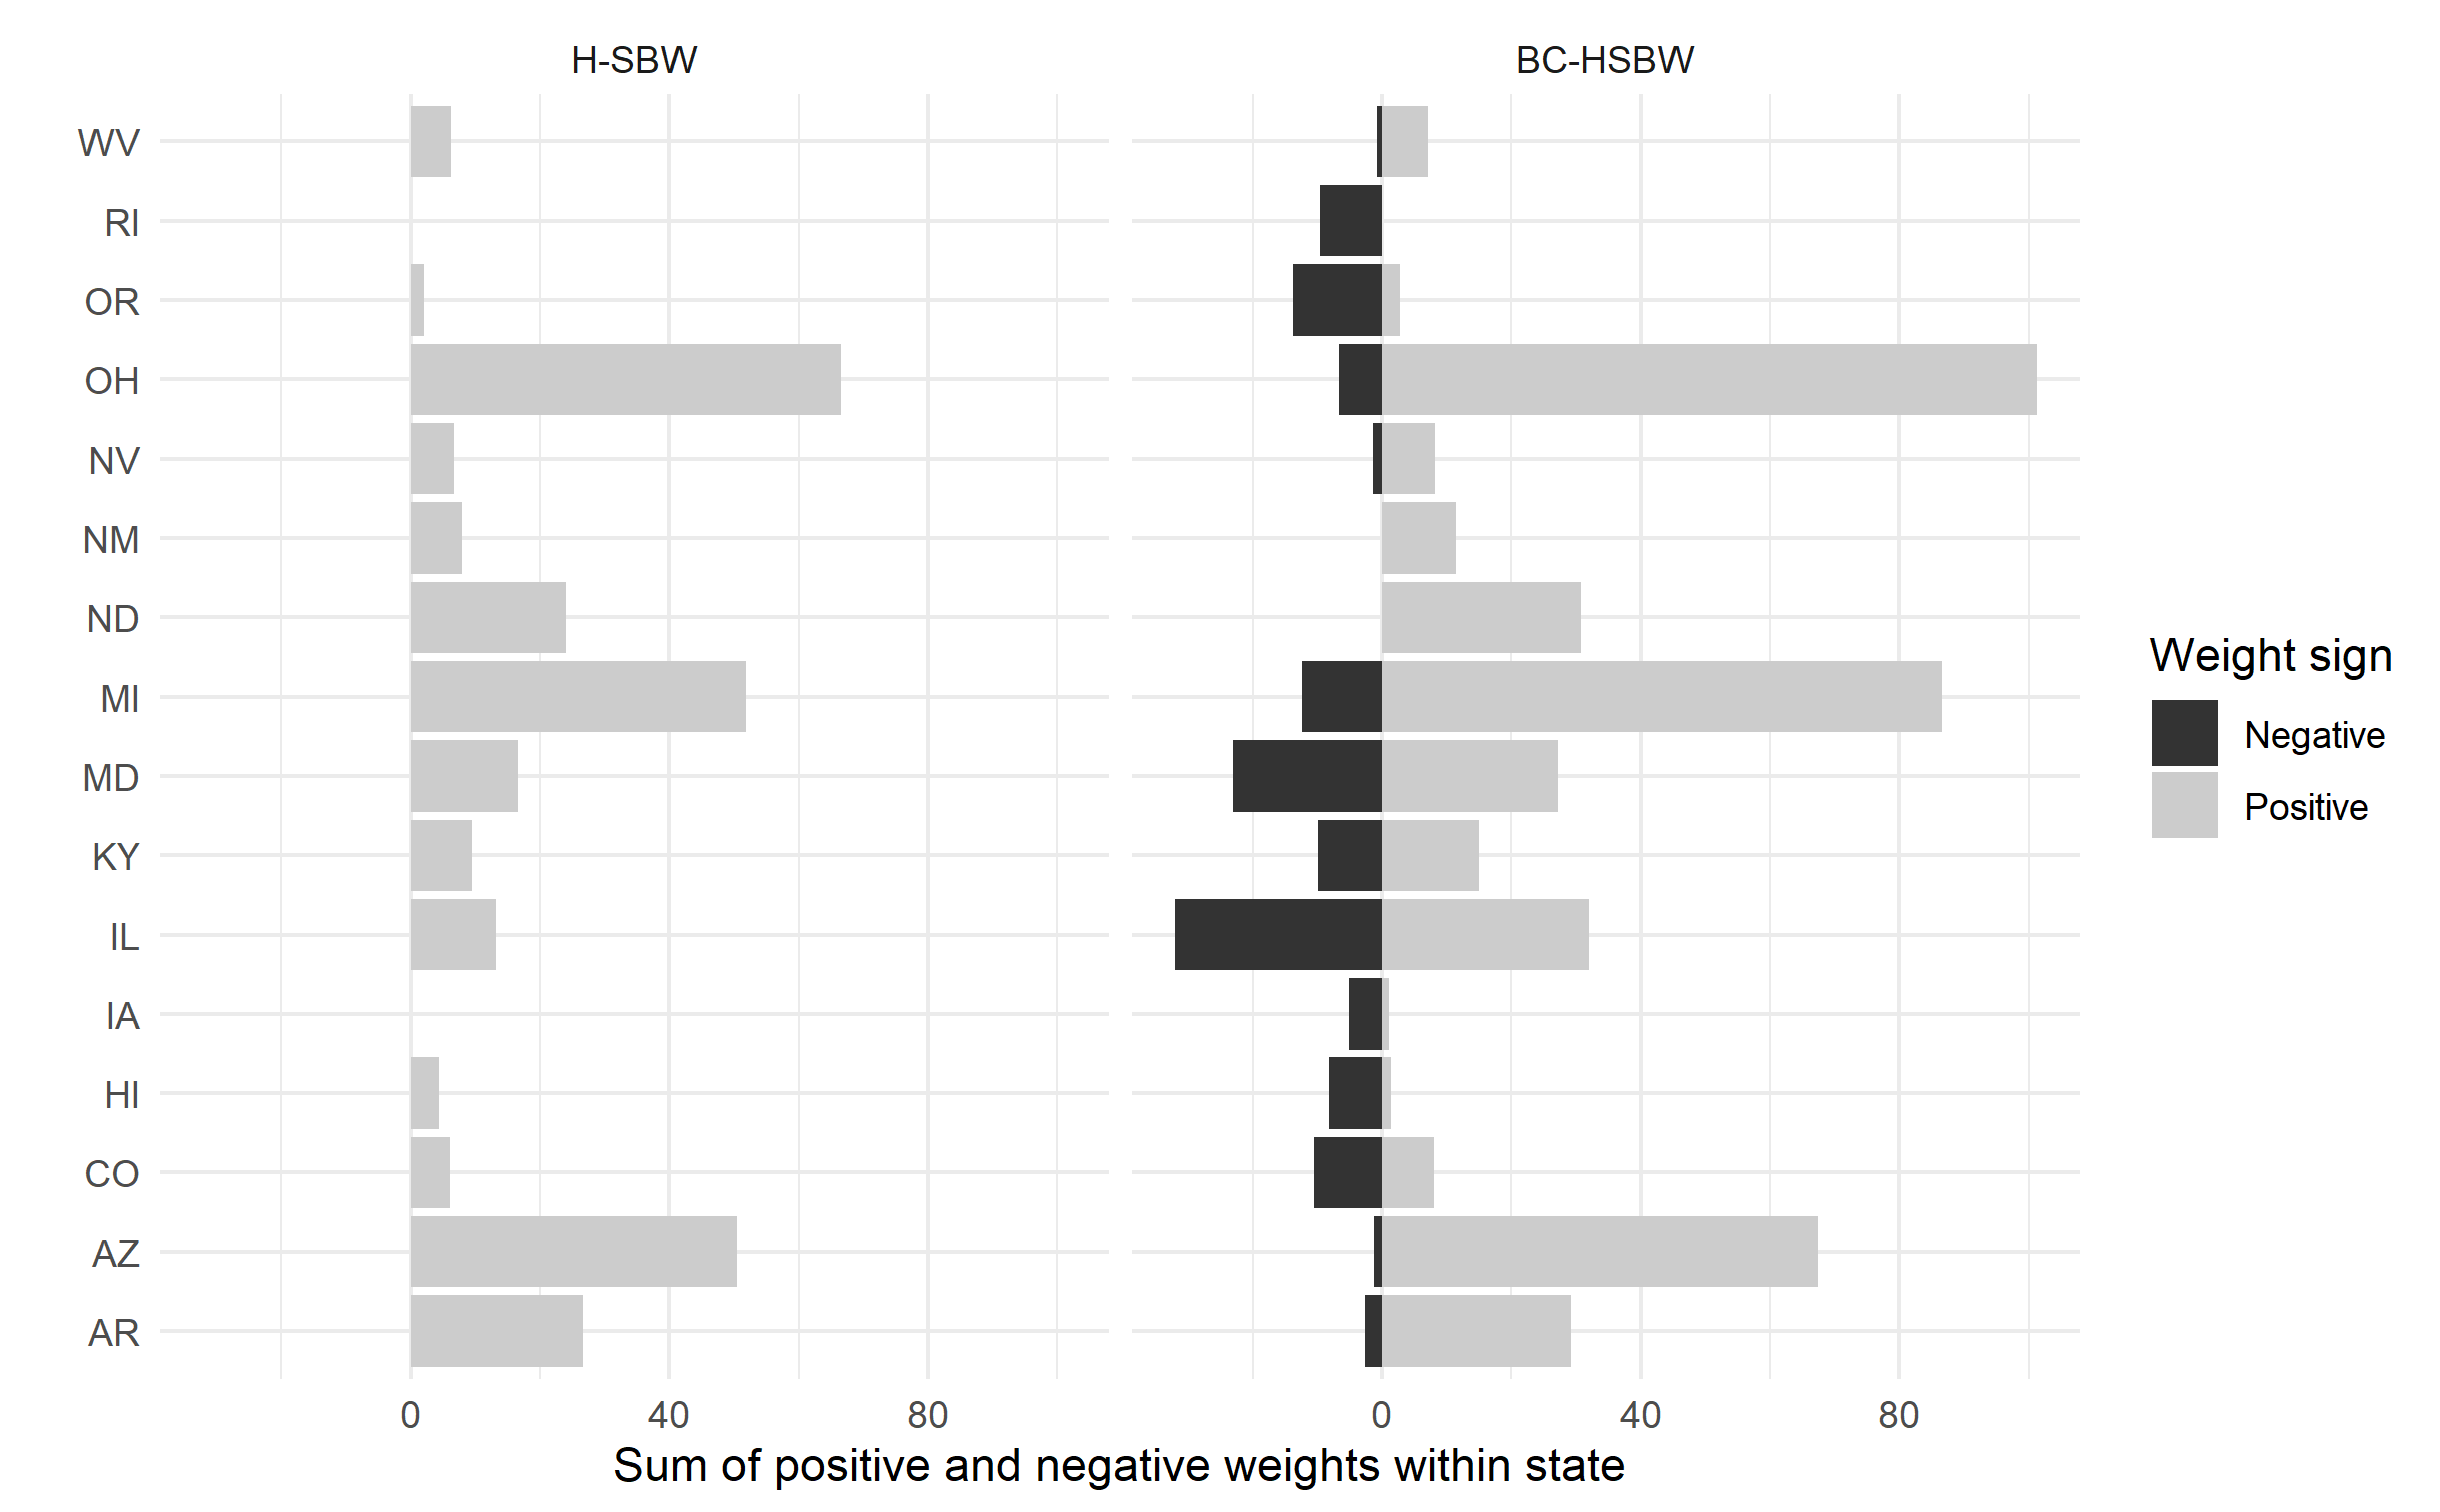 H-SBW
BC-HSBW
WV
RI
OR
OH
NV
NM
ND
MI
MD
KY
IL
IA
HI
CO
AZ
AR
0
40
80
0
40
80
Sum of positive and negative weights within state
Weight sign
Negative
Positive